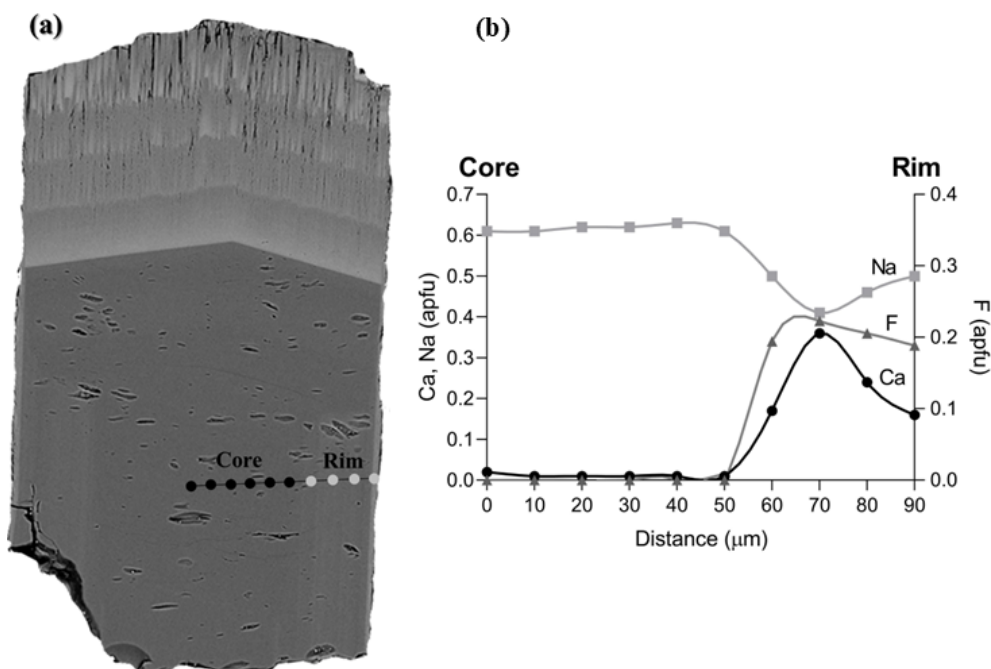 (a)
Core
Rim
(b)
Core
Rim
0.7
0.6
0.5
0.4
0.3
0.2
0.1
0.0
Ca, Na (apfu)
0.4
0.3
0.2
0.1
0.0
F (apfu)
Na
F
Ca
0 10 20 30 40 50 60 70 80 90
Distance (μm)